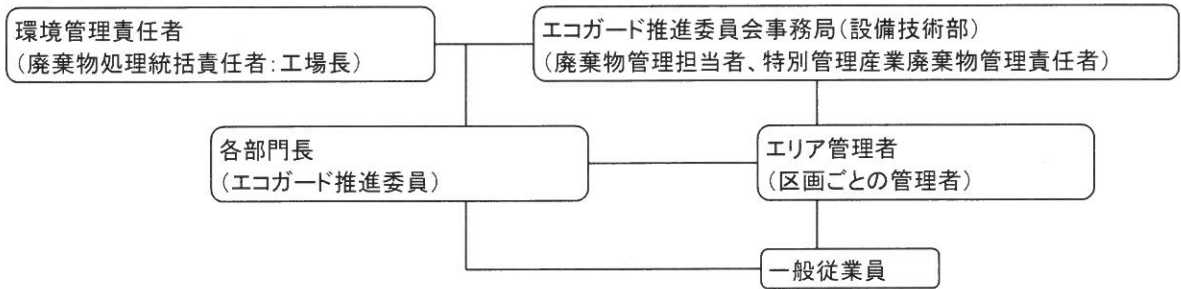 環境管理責任者
(廃棄物処理統括責任者:工場長)
エコガード推進委員会事務局(設備技術部)
(廃棄物管理担当者、特別管理産業廃棄物管理責任者)
各部門長
(エコガード推進委員)
エリア管理者
(区画ごとの管理者)
一般従業員